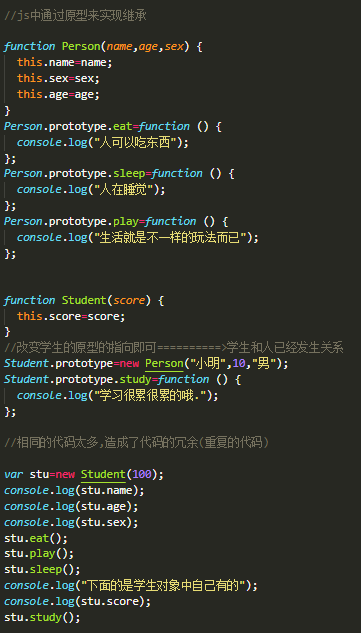 //js中通过原型来实现继承
function Person(name,age,sex) {
this.name=name;
this.sex=sex;
this.age=age;
}
Person.prototype.eat=function () {
console.log("人可以吃东西");
};
Person.prototype.sleep=function () {
console.log("人在睡觉");
};
Person.prototype.play=function () {
console.log("生活就是不一样的玩法而已");
};
function Student(score) {
this.score=score;
}
//改变学生的原型的指向即可==========>学生和人已经发生关系
Student.prototype=new Person("小明",10,"男");
Student.prototype.study=function () {
console.log("学习很累很累的哦.");
};
//相同的代码太多,造成了代码的冗余(重复的代码)
var stu=new Student(100);
console.log(stu.name);
console.log(stu.age);
console.log(stu.sex);
stu.eat();
stu.play();
stu.sleep();
console.log("下面的是学生对象中自己有的");
console.log(stu.score);
stu.study();